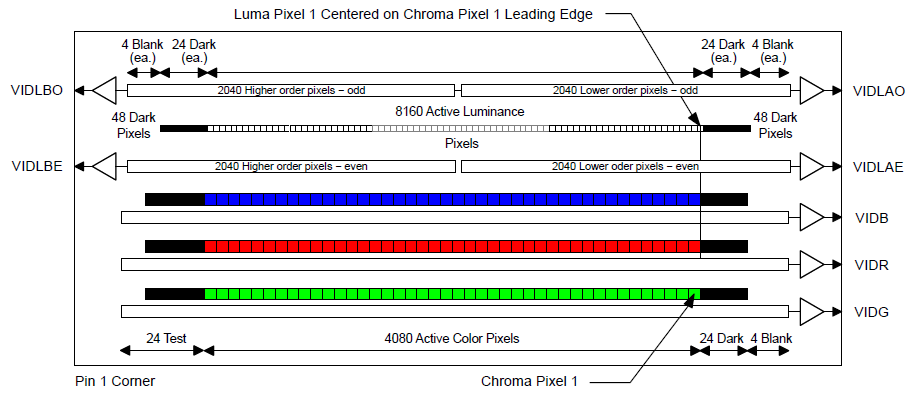 Luma Pixel 1 Centered on Chroma Pixel 1 Leading Edge
4 Blank
(ea.)
24 Dark
(ea.)
24 Dark
(ea.)
4 Blank
(ea.)
VIDLBO
2040 Higher order pixels – odd
2040 Lower order pixels – odd
VIDLAO
48 Dark
Pixels
8160 Active Luminance
Pixels
48 Dark
Pixels
VIDLBE
2040 Higher order pixels – even
2040 Lower oder pixels – even
VIDLAE
VIDB
VIDR
VIDG
24 Test
4080 Active Color Pixels
24 Dark
4 Blank
Pin 1 Corner
Chroma Pixel 1